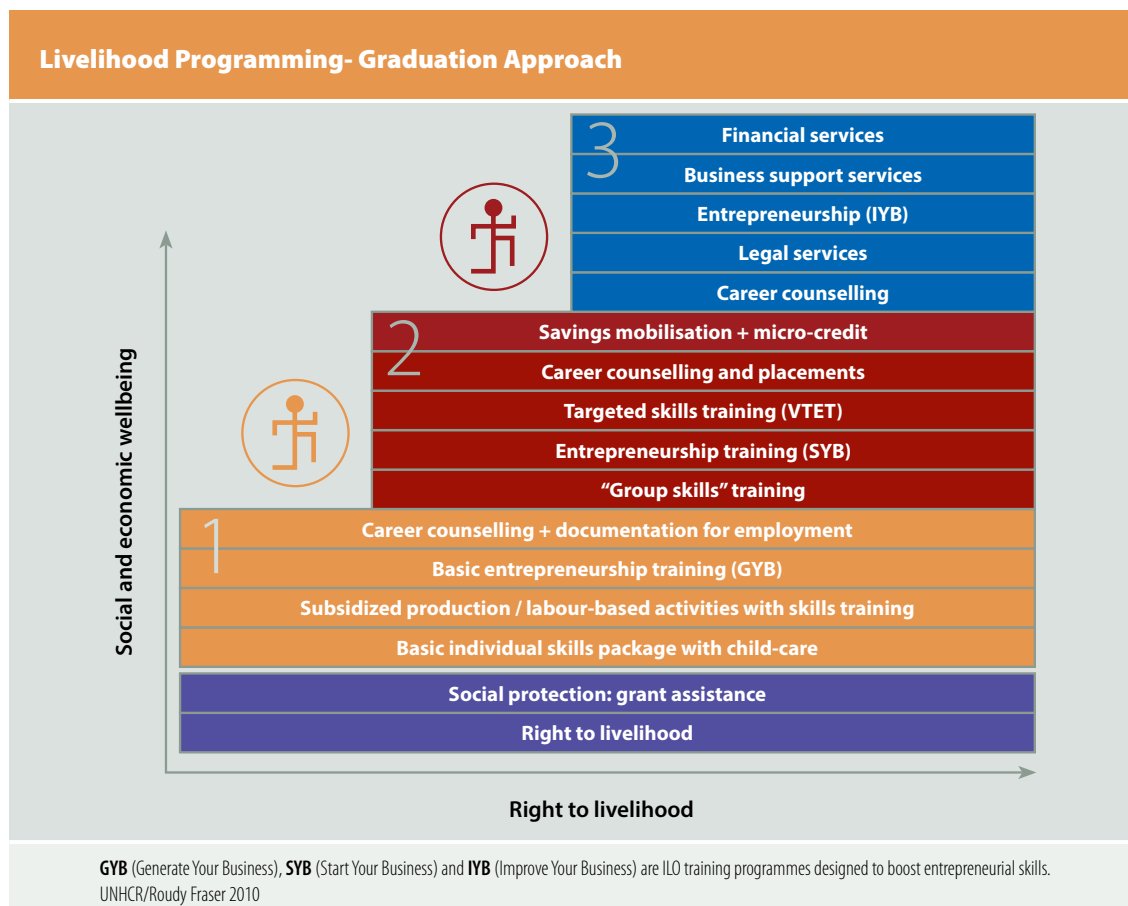 Livelihood Programming- Graduation Approach
3
Financial services
Business support services
Entrepreneurship (IYB)
Legal services
Career counselling
2
Savings mobilisation + micro-credit
Career counselling and placements
Targeted skills training (VTET)
Entrepreneurship training (SYB)
“Group skills” training
1
Career counselling + documentation for employment
Basic entrepreneurship training (GYB)
Subsidized production / labour-based activities with skills training
Basic individual skills package with child-care
Social protection: grant assistance
Right to livelihood
Social and economic wellbeing
Right to livelihood
GYB (Generate Your Business), SYB (Start Your Business) and IYB (Improve Your Business) are ILO training programmes designed to boost entrepreneurial skills.
UNHCR/Roudy Fraser 2010